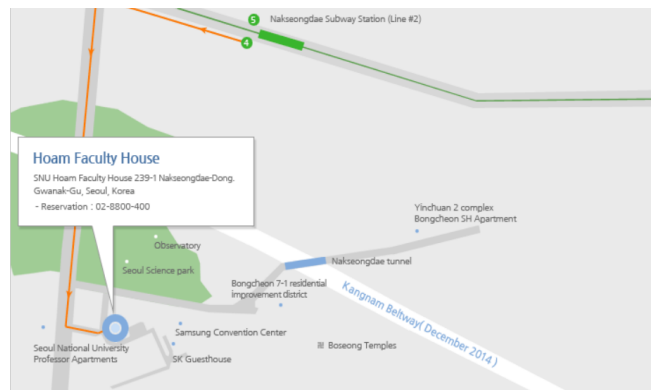 5
Nakseongdae Subway Station (Line #2)
4
Hoam Faculty House
SNU Hoam Faculty House 239-1 Nakseongdae-Dong.
Gwanak-Gu, Seoul, Korea
- Reservation : 02-8800-400
Yinchuan 2 complex
Bongcheon SH Apartment
Observatory
Nakseongdae tunnel
Seoul Science park
Bongcheon 7-1 residential
improvement district
Kangnam Beltway( December 2014 )
Samsung Convention Center
Boseong Temples
Seoul National University
Professor Apartments
SK Guesthouse